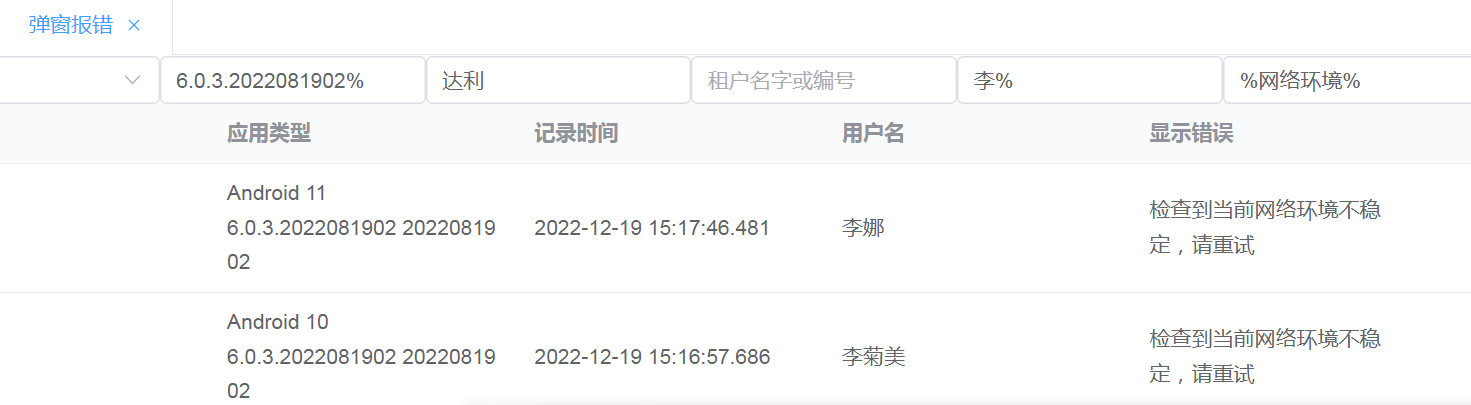 弹窗报错 ×
6.0.3.2022081902% 达利 租户名字或编号 李% %网络环境%
应用类型 记录时间 用户名 显示错误
Android 11
6.0.3.2022081902 20220819
02
2022-12-19 15:17:46.481
李娜
检查到当前网络环境不稳
定，请重试
Android 10
6.0.3.2022081902 20220819
02
2022-12-19 15:16:57.686
李菊美
检查到当前网络环境不稳
定，请重试